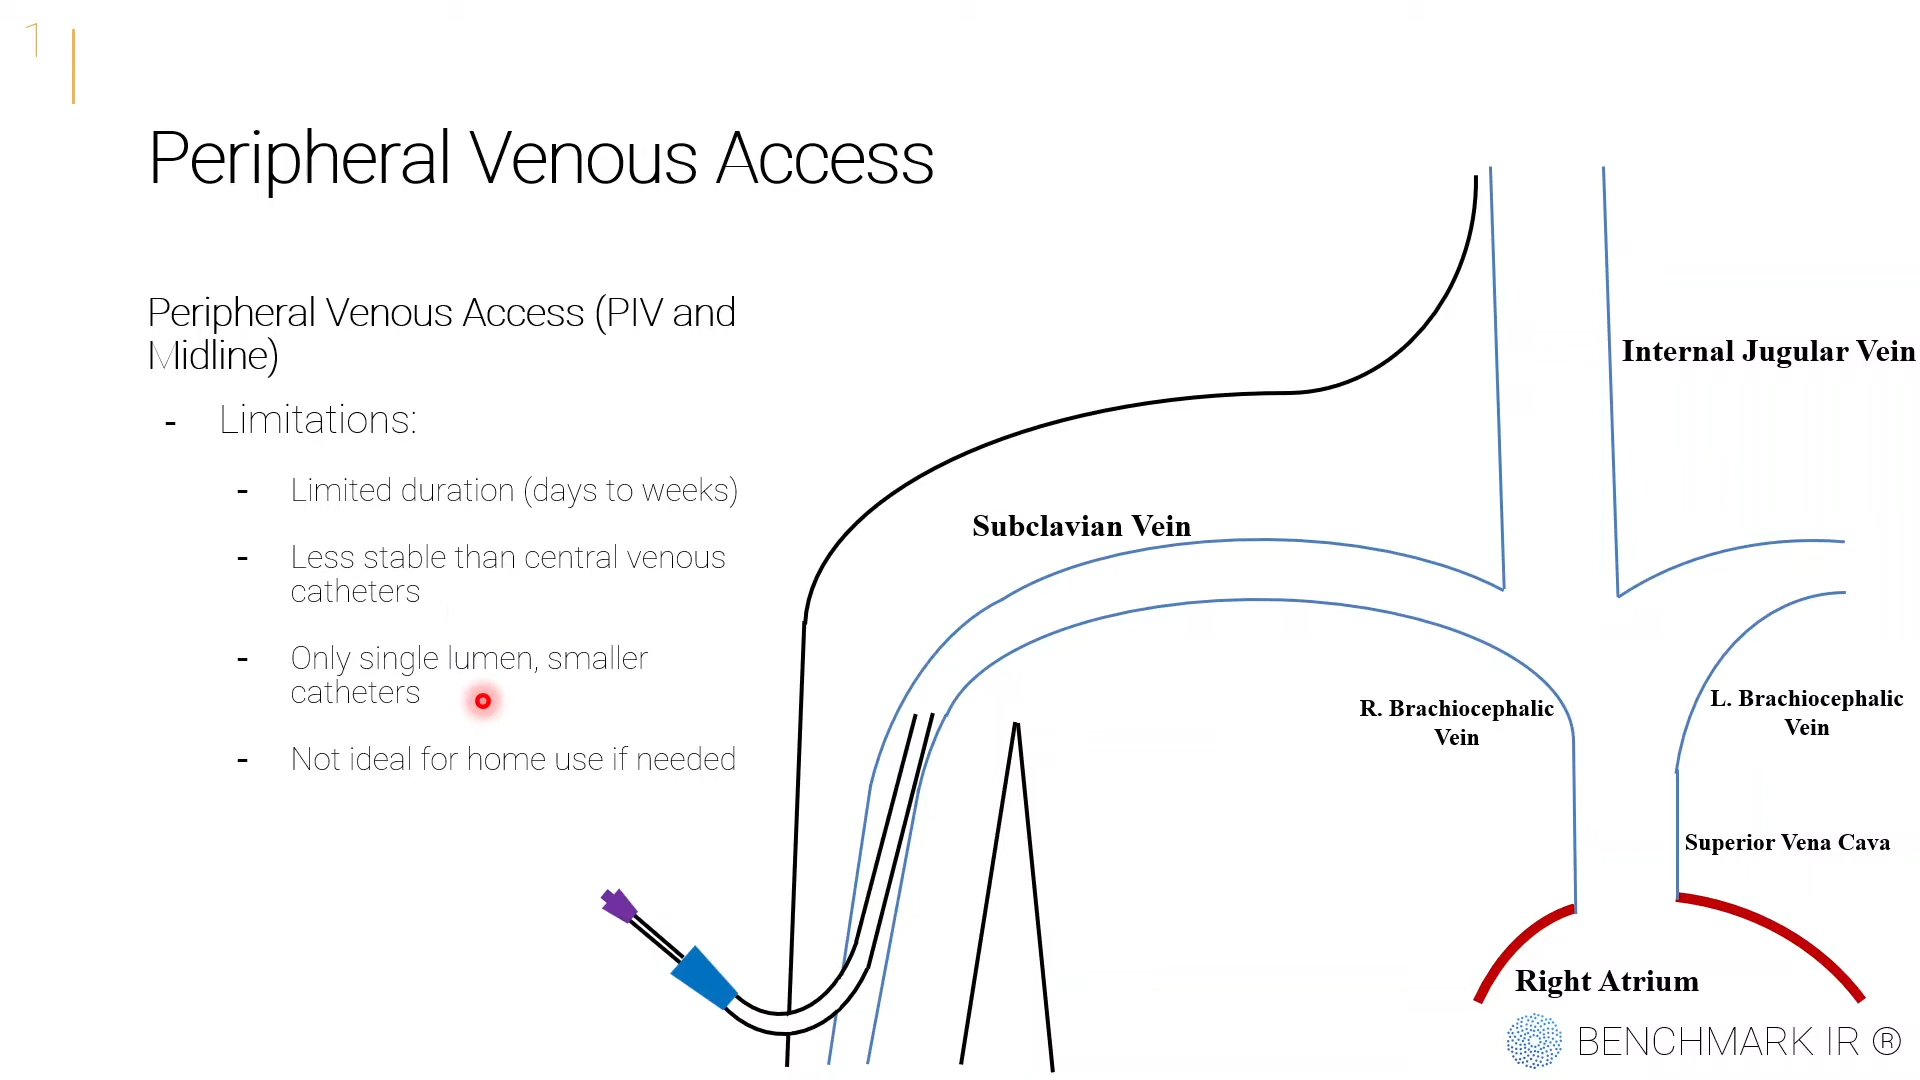 1
Peripheral Venous Access
Peripheral Venous Access (PIV and
Midline)
- Limitations:
- Limited duration (days to weeks)
- Less stable than central venous
catheters
- Only single lumen, smaller
catheters
- Not ideal for home use if needed
Internal Jugular Vein
Subclavian Vein
R. Brachiocephalic
Vein
L. Brachiocephalic
Vein
Superior Vena Cava
Right Atrium
BENCHMARK IR ®